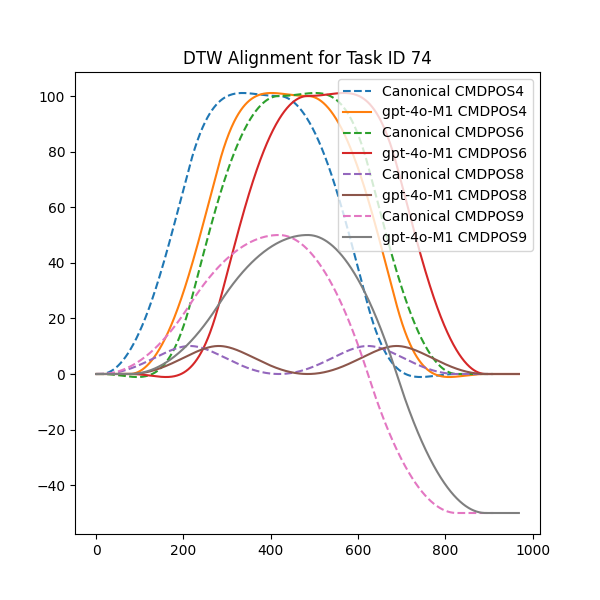 DTW Alignment for Task ID 74
Canonical CMDPOS4
gpt-4o-M1 CMDPOS4
Canonical CMDPOS6
gpt-4o-M1 CMDPOS6
Canonical CMDPOS8
gpt-4o-M1 CMDPOS8
Canonical CMDPOS9
gpt-4o-M1 CMDPOS9
100
80
60
40
20
0
−20
−40
0 200 400 600 800 1000